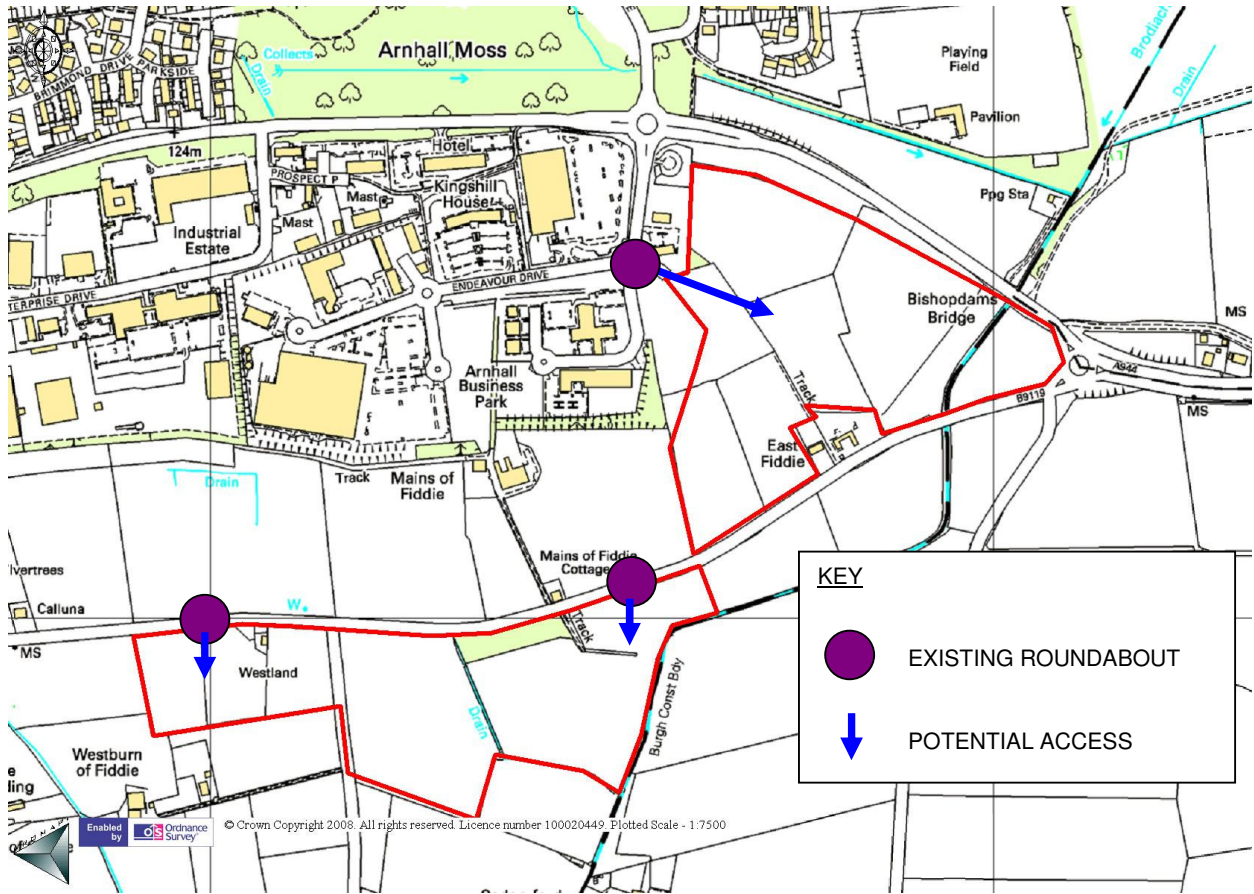 Arnhall Moss
Collects
Drain
BRIMMOND DRIVE
PARKSIDE
124m
Hotel
PROSPECT P
Mast
Mast
Kingshill
House
Industrial
Estate
ENDEAVOUR DRIVE
TERPRISE DRIVE
Arnhall
Business
Park
Playing
Field
Pavilion
Brodiach
Drain
Ppg Sta
Bishopdams
Bridge
MS
A944
B9119
MS
Track
East
Fiddie
Drain
Track
Mains of
Fiddie
Mains of Fiddie
Cottage
Track
lvertrees
Calluna
MS
W
Westland
Drain
Burgh Const Bdy
Westburn
of Fiddie
e
ling
KEY
EXISTING ROUNDABOUT
POTENTIAL ACCESS
Enabled
by
OS Ordnance
Survey
© Crown Copyright 2008. All rights reserved. Licence number 100020449. Plotted Scale - 1:7500